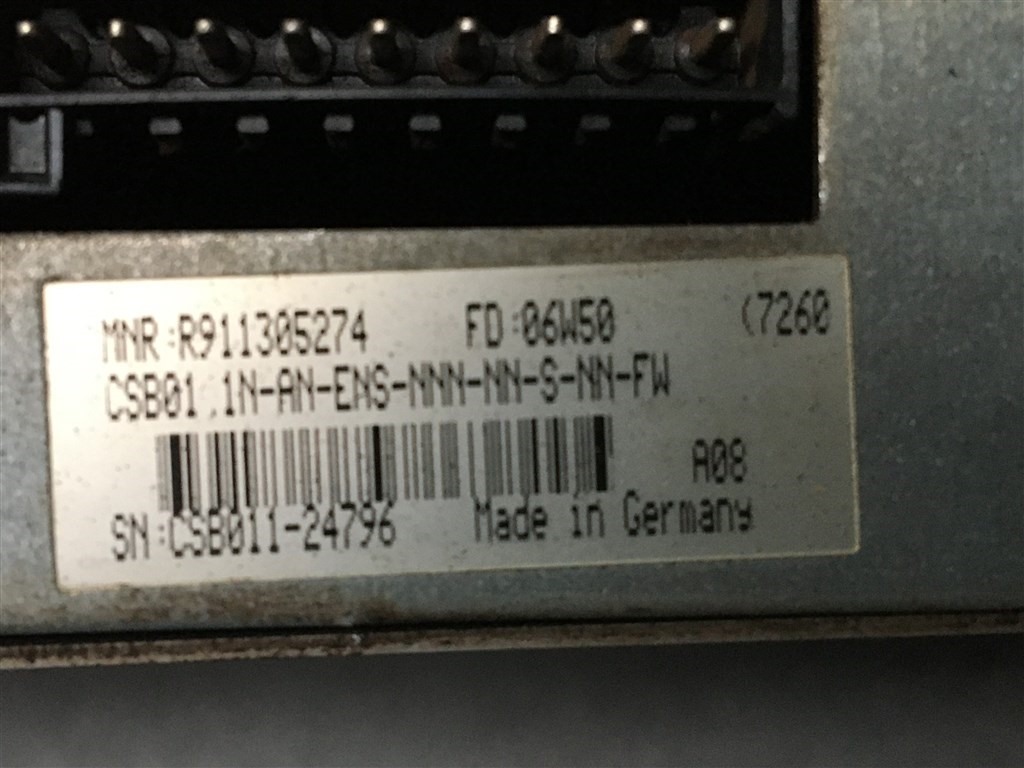 MNR:R911305274 FD:06W50 (7260
CSB01.1N-AN-ENS-NNN-NN-S-NN-FW
A08
SN:CSB011-24796 Made in Germany